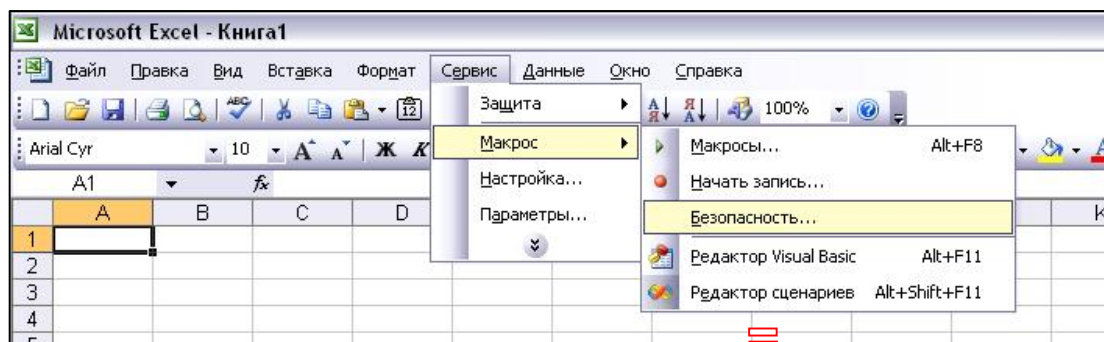 Microsoft Excel - Книга1
Файл Правка Вид Вставка Формат Сервис Данные Окно Справка
Защита
100%
Макрос
Макросы... Alt+F8
Arial Cyr 10 A A Ж К
Настройка...
Начать запись...
A1 fx
Параметры...
Безопасность...
A B C D
Редактор Visual Basic Alt+F11
Редактор сценариев Alt+Shift+F11
1
2
3
4